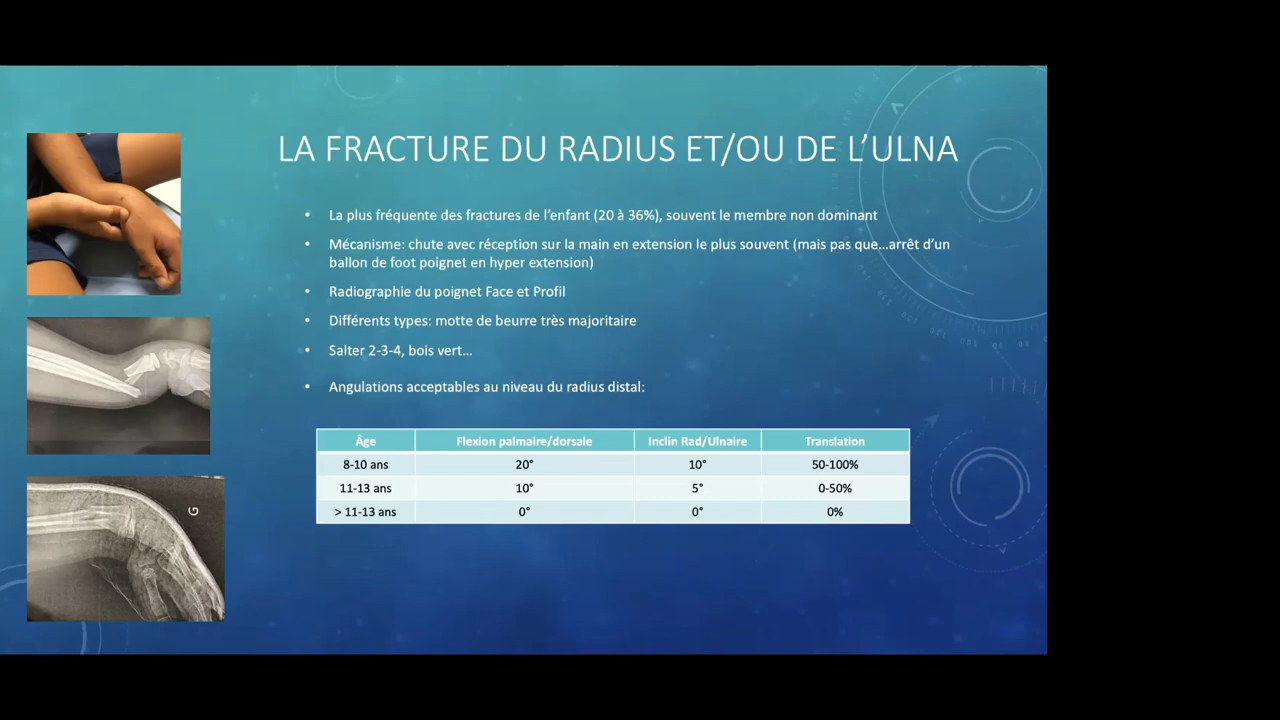 LA FRACTURE DU RADIUS ET/OU DE L'ULNA
• La plus fréquente des fractures de l'enfant (20 à 36%), souvent le membre non dominant
• Mécanisme: chute avec réception sur la main en extension le plus souvent (mais pas que…arrêt d'un
ballon de foot poignet en hyper extension)
• Radiographie du poignet Face et Profil
• Différents types: motte de beurre très majoritaire
• Salter 2-3-4, bois vert…
• Angulations acceptables au niveau du radius distal:
Âge Flexion palmaire/dorsale Inclin Rad/Ulnaire Translation
8-10 ans 20° 10° 50-100%
11-13 ans 10° 5° 0-50%
> 11-13 ans 0° 0° 0%
G